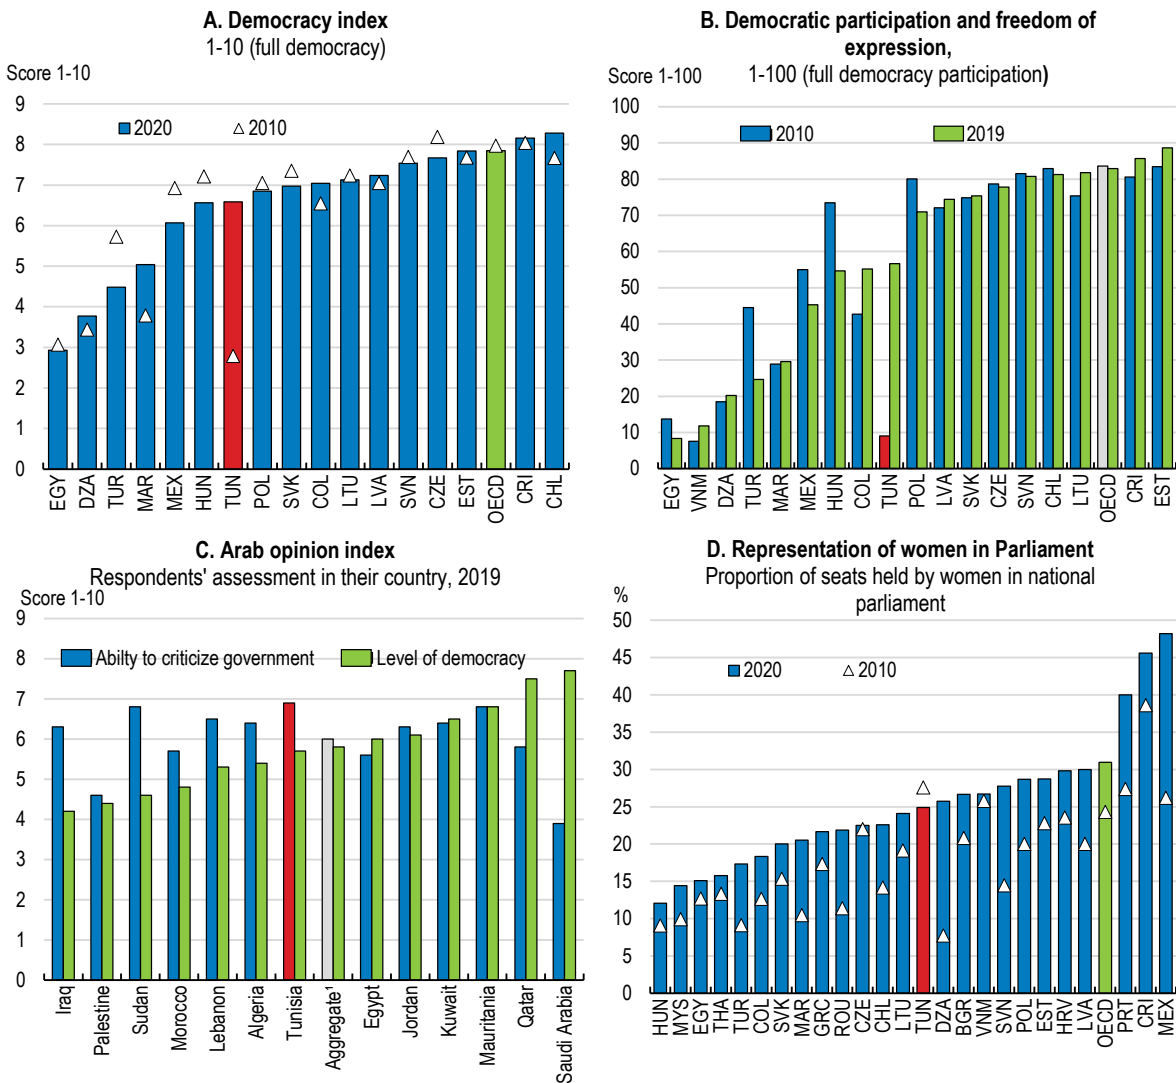 A. Democracy index
1-10 (full democracy)
Score 1-10
9
8
7
6
5
4
3
2
1
0
2020
2010
EGY
DZA
TUR
MAR
MEX
HUN
TUN
POL
SVK
COL
LTU
LVA
SVN
CZE
EST
OECD
CRI
CHL
B. Democratic participation and freedom of
expression,
1-100 (full democracy participation)
Score 1-100
100
90
80
70
60
50
40
30
20
10
0
2010
2019
EGY
VNM
DZA
TUR
MAR
MEX
HUN
COL
TUN
POL
LVA
SVK
CZE
SVN
CHL
LTU
OECD
CRI
EST
C. Arab opinion index
Respondents' assessment in their country, 2019
Score 1-10
9
8
7
6
5
4
3
2
1
0
Abilty to criticize government
Level of democracy
Iraq
Palestine
Sudan
Morocco
Lebanon
Algeria
Tunisia
Aggregate¹
Egypt
Jordan
Kuwait
Mauritania
Qatar
Saudi Arabia
D. Representation of women in Parliament
Proportion of seats held by women in national
parliament
%
50
45
40
35
30
25
20
15
10
5
0
2020
2010
HUN
MYS
EGY
THA
TUR
COL
SVK
MAR
GRC
ROU
CZE
CHL
LTU
TUN
DZA
BGR
VNM
SVN
POL
EST
HRV
LVA
OECD
PRT
CRI
MEX